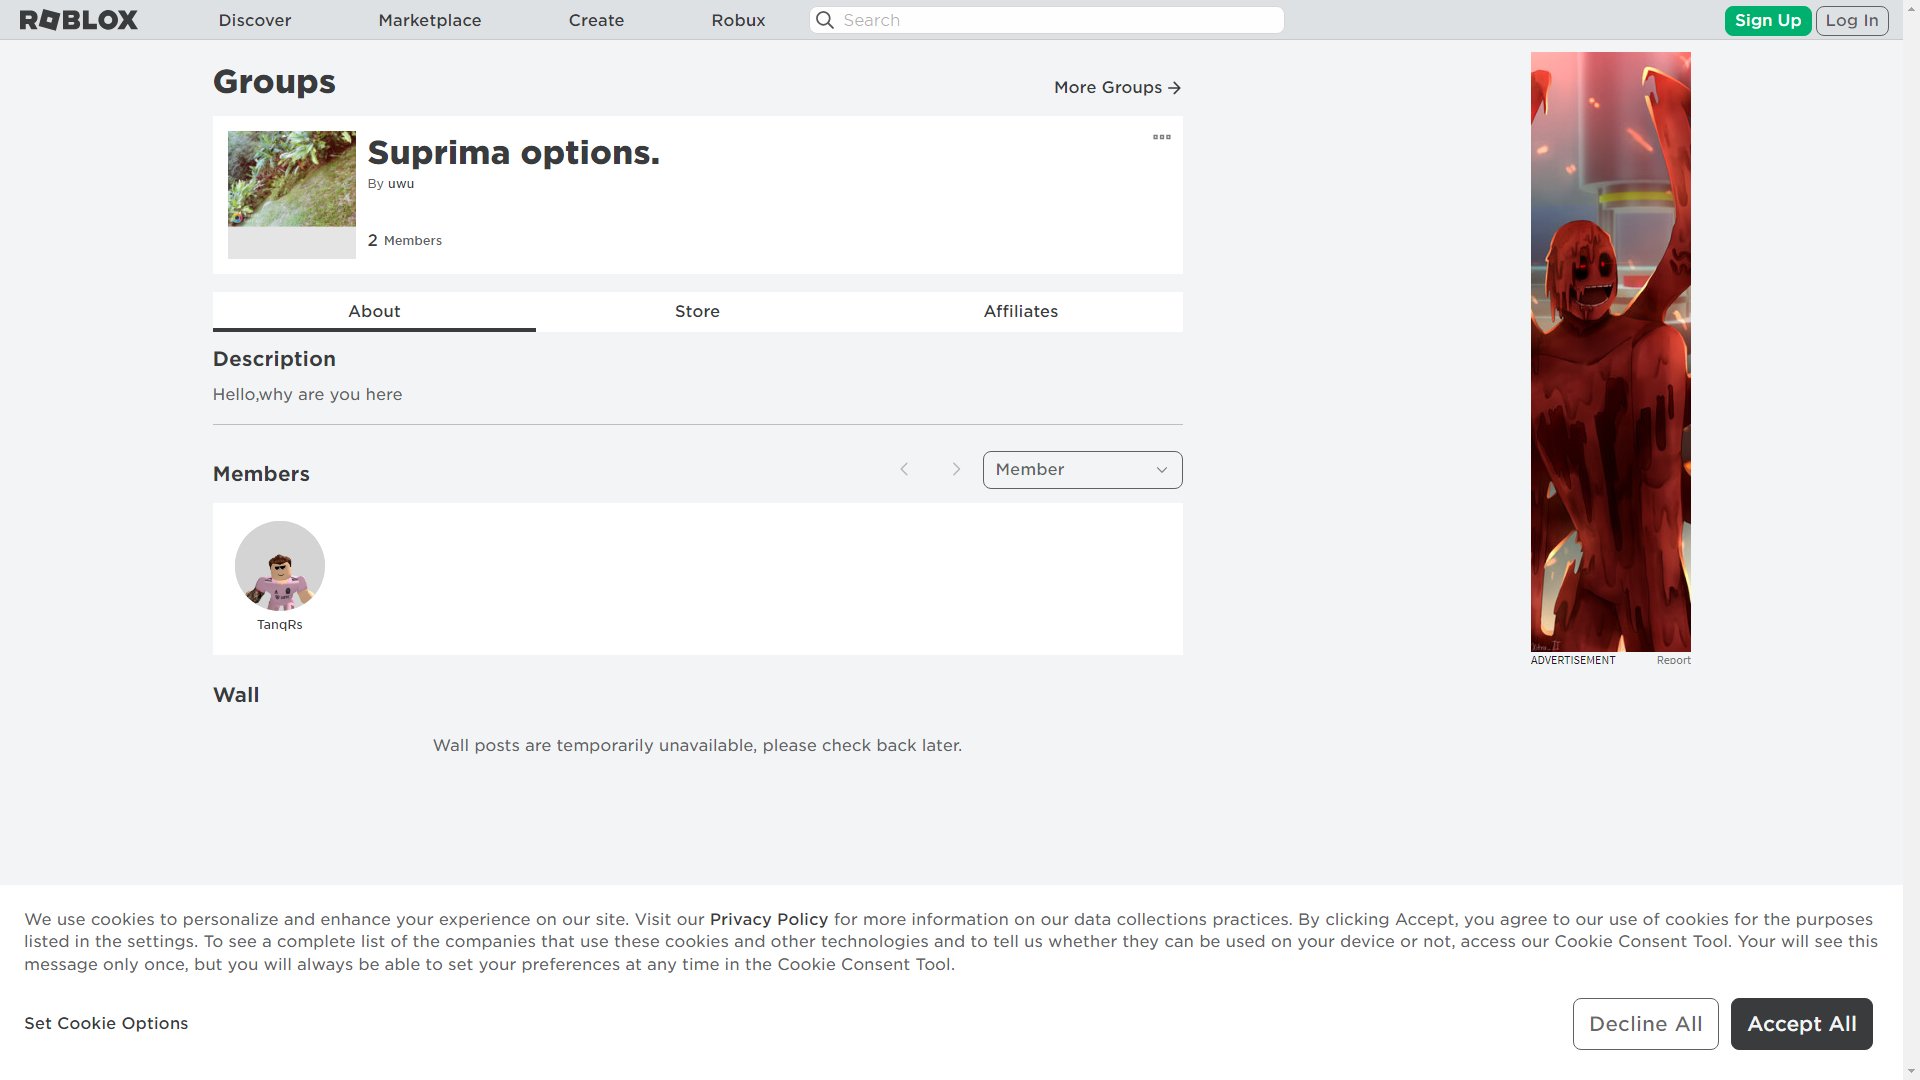 ROBLOX
Discover
Marketplace
Create
Robux
Search
Sign Up
Log In
Groups
More Groups
Suprima options.
By uwu
2 Members
About
Store
Affiliates
Description
Hello,why are you here
Members
Member
TanqRs
ADVERTISEMENT
Report
Wall
Wall posts are temporarily unavailable, please check back later.
We use cookies to personalize and enhance your experience on our site. Visit our Privacy Policy for more information on our data collections practices. By clicking Accept, you agree to our use of cookies for the purposes
listed in the settings. To see a complete list of the companies that use these cookies and other technologies and to tell us whether they can be used on your device or not, access our Cookie Consent Tool. Your will see this
message only once, but you will always be able to set your preferences at any time in the Cookie Consent Tool.
Set Cookie Options
Decline All
Accept All